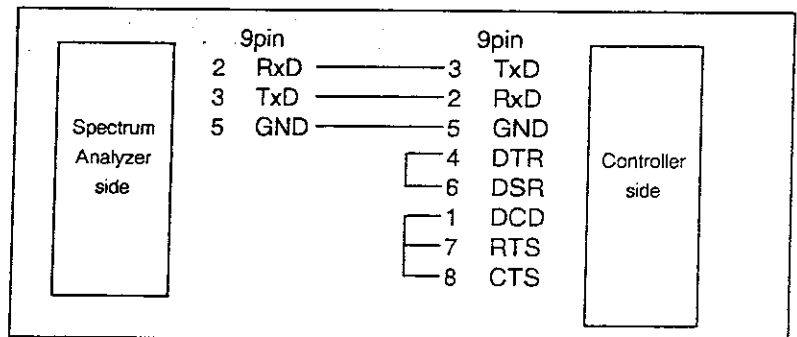 9pin 9pin
2 RxD 3 TxD
3 TxD 2 RxD
5 GND 5 GND
4 DTR
6 DSR
1 DCD
7 RTS
8 CTS
Spectrum
Analyzer
side
Controller
side